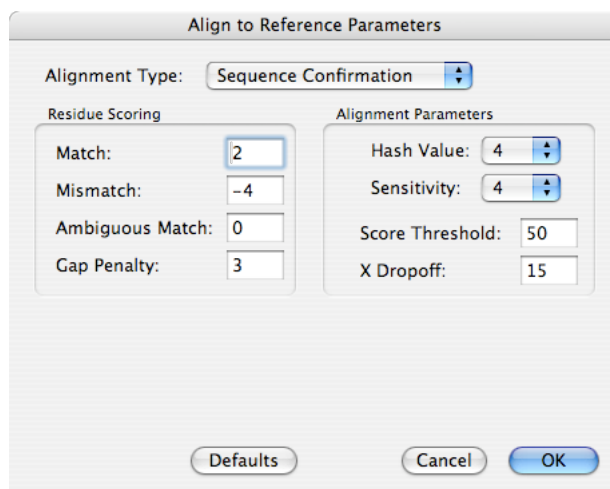 Align to Reference Parameters
Alignment Type: Sequence Confirmation
Residue Scoring
Match: 2
Mismatch: -4
Ambiguous Match: 0
Gap Penalty: 3
Alignment Parameters
Hash Value: 4
Sensitivity: 4
Score Threshold: 50
X Dropoff: 15
Defaults
Cancel
OK